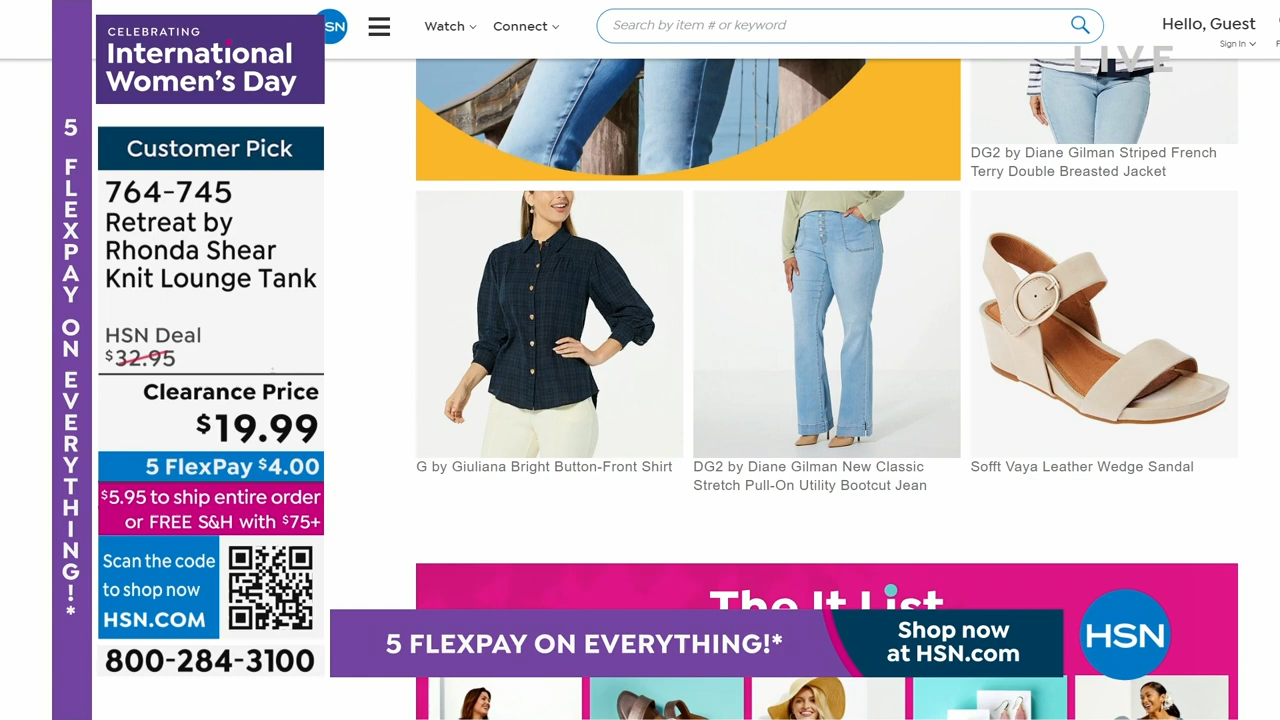 CELEBRATING
International
Women's Day
5 FLEXPAY ON EVERYTHING!*
Customer Pick
764-745
Retreat by
Rhonda Shear
Knit Lounge Tank
HSN Deal
$32.95
Clearance Price
$19.99
5 FlexPay $4.00
$5.95 to ship entire order
or FREE S&H with $75+
Scan the code
to shop now
HSN.COM
800-284-3100
SN
Watch
Connect
Search by item # or keyword
Hello, Guest
Sign In
LIVE
DG2 by Diane Gilman Striped French
Terry Double Breasted Jacket
G by Giuliana Bright Button-Front Shirt
DG2 by Diane Gilman New Classic
Stretch Pull-On Utility Bootcut Jean
Sofft Vaya Leather Wedge Sandal
The It List
5 FLEXPAY ON EVERYTHING!*
Shop now
at HSN.com
HSN